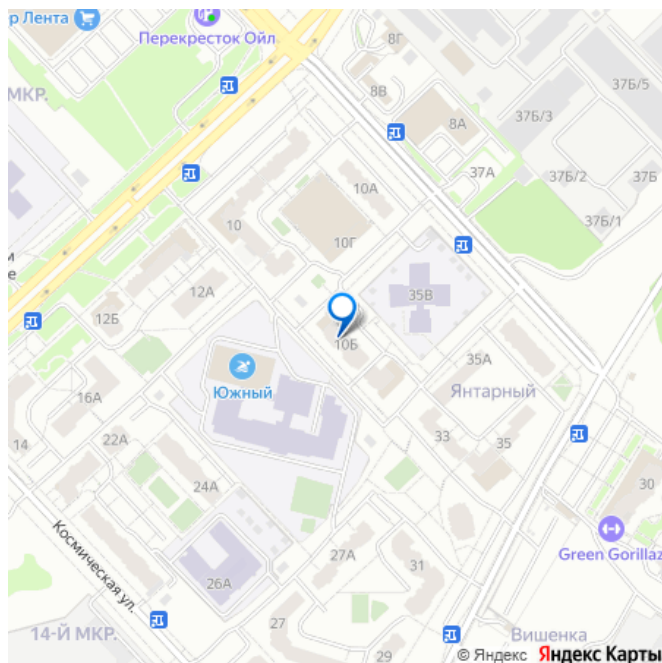 р Лента
Перекресток Ойл
8Г
37Б/5
МКР.
8В
37Б/3
8А
37А
37Б/2
37Б
10А
37Б/1
10
10Г
м
е
12А
35В
12Б
10Б
35А
Южный
Янтарный
16А
14
22А
33
35
24А
30
Green Gorillaz
Космическая ул.
27А
31
26А
27
14-Й МКР.
29
Вишенка
© Яндекс Яндекс Карты